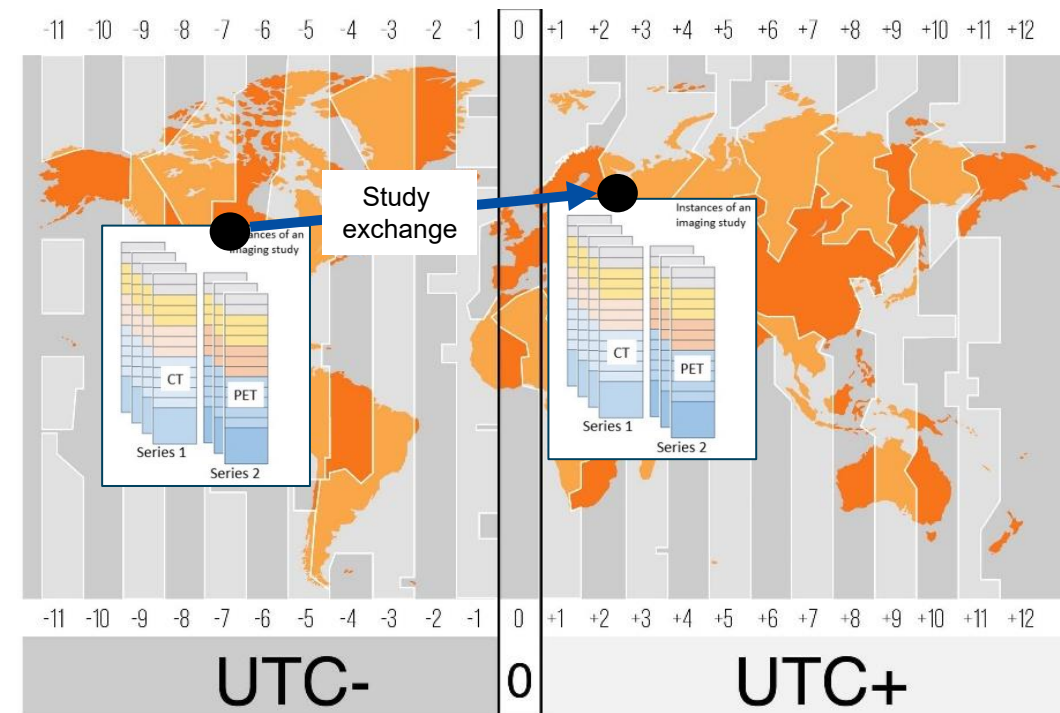 -11 -10 -9 -8 -7 -6 -5 -4 -3 -2 -1 0 +1 +2 +3 +4 +5 +6 +7 +8 +9 +10 +11 +12
Study
exchange
Instances of an
imaging study
CT
PET
Series 1
Series 2
ances of an
maging study
CT
PET
Series 1
Series 2
-11 -10 -9 -8 -7 -6 -5 -4 -3 -2 -1 0 +1 +2 +3 +4 +5 +6 +7 +8 +9 +10 +11 +12
UTC- 0 UTC+